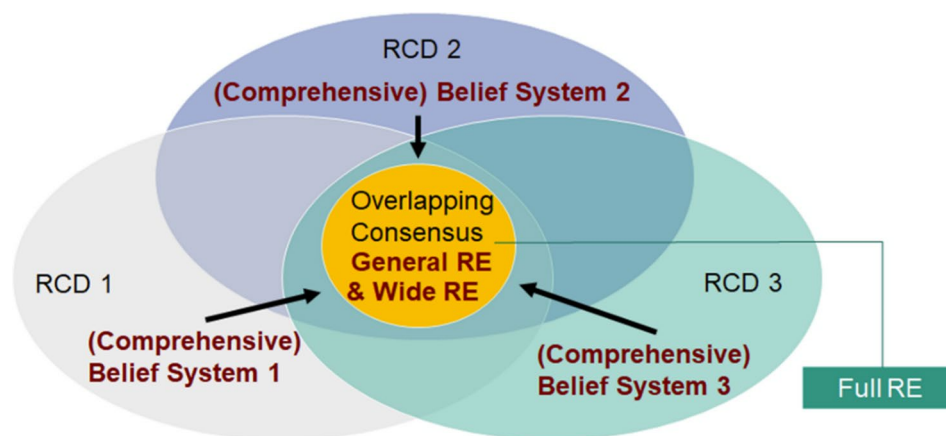 RCD 2
(Comprehensive) Belief System 2
Overlapping
Consensus
General RE
& Wide RE
RCD 1
RCD 3
(Comprehensive)
Belief System 1
(Comprehensive)
Belief System 3
Full RE